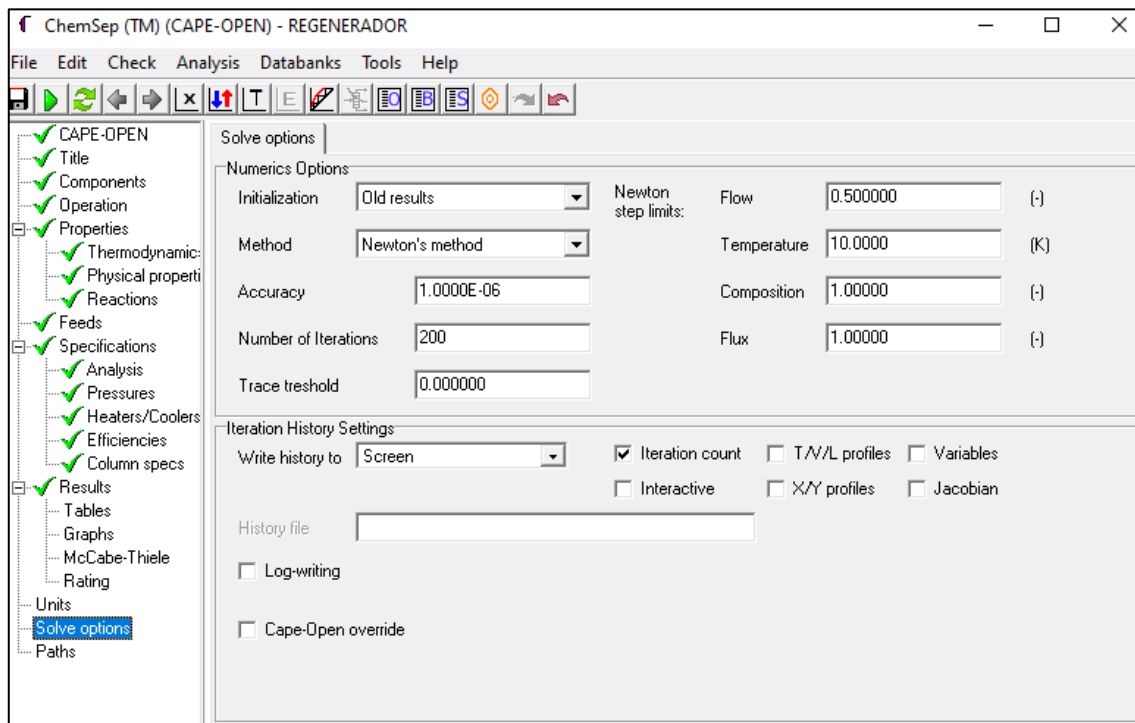 ChemSep (TM) (CAPE-OPEN) - REGENERADOR
File Edit Check Analysis Databanks Tools Help
CAPE-OPEN
Title
Components
Operation
Properties
Thermodynamic:
Physical properti
Reactions
Feeds
Specifications
Analysis
Pressures
Heaters/Coolers
Efficiencies
Column specs
Results
Tables
Graphs
McCabe-Thiele
Rating
Units
Solve options
Paths
Solve options
Numerics Options
Initialization Old results Newton step limits: Flow 0.500000 (-)
Method Newton's method Temperature 10.0000 (K)
Accuracy 1.0000E-06 Composition 1.00000 (-)
Number of Iterations 200 Flux 1.00000 (-)
Trace treshold 0.000000
Iteration History Settings
Write history to Screen Iteration count T/V/L profiles Variables
Interactive X/Y profiles Jacobian
History file
Log-writing
Cape-Open override